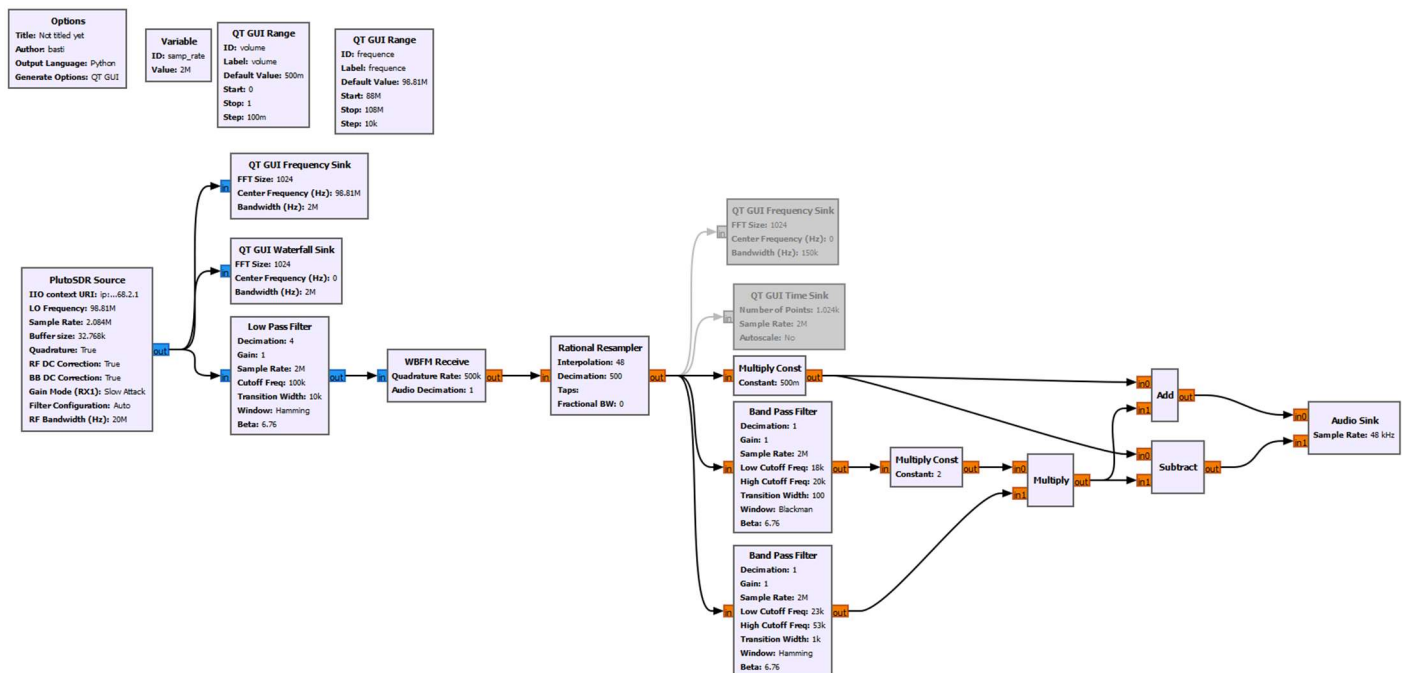 Options
Title: Not titled yet
Author: basti
Output Language: Python
Generate Options: QT GUI
Variable
ID: samp_rate
Value: 2M
QT GUI Range
ID: volume
Label: volume
Default Value: 500m
Start: 0
Stop: 1
Step: 100m
QT GUI Range
ID: frequence
Label: frequence
Default Value: 98.81M
Start: 88M
Stop: 108M
Step: 10k
QT GUI Frequency Sink
FFT Size: 1024
Center Frequency (Hz): 98.81M
Bandwidth (Hz): 2M
in
QT GUI Waterfall Sink
FFT Size: 1024
Center Frequency (Hz): 0
Bandwidth (Hz): 2M
in
PlutoSDR Source
IIO context URI: ip:...68.2.1
LO Frequency: 98.81M
Sample Rate: 2.084M
Buffer size: 32.768k
Quadrature: True
RF DC Correction: True
BB DC Correction: True
Gain Mode (RX1): Slow Attack
Filter Configuration: Auto
RF Bandwidth (Hz): 20M
out
Low Pass Filter
Decimation: 4
Gain: 1
Sample Rate: 2M
Cutoff Freq: 100k
Transition Width: 10k
Window: Hamming
Beta: 6.76
in
out
WBFM Receive
Quadrature Rate: 500k
Audio Decimation: 1
in
out
Rational Resampler
Interpolation: 48
Decimation: 500
Taps:
Fractional BW: 0
in
out
QT GUI Frequency Sink
FFT Size: 1024
Center Frequency (Hz): 0
Bandwidth (Hz): 150k
in
QT GUI Time Sink
Number of Points: 1.024k
Sample Rate: 2M
Autoscale: No
in
Multiply Const
Constant: 500m
in
out
Band Pass Filter
Decimation: 1
Gain: 1
Sample Rate: 2M
Low Cutoff Freq: 18k
High Cutoff Freq: 20k
Transition Width: 100
Window: Blackman
Beta: 6.76
in
out
Multiply Const
Constant: 2
in
out
Band Pass Filter
Decimation: 1
Gain: 1
Sample Rate: 2M
Low Cutoff Freq: 23k
High Cutoff Freq: 53k
Transition Width: 1k
Window: Hamming
Beta: 6.76
in
out
Multiply
in0
in1
out
Add
in0
in1
out
Subtract
in0
in1
out
Audio Sink
Sample Rate: 48 kHz
in0
in1